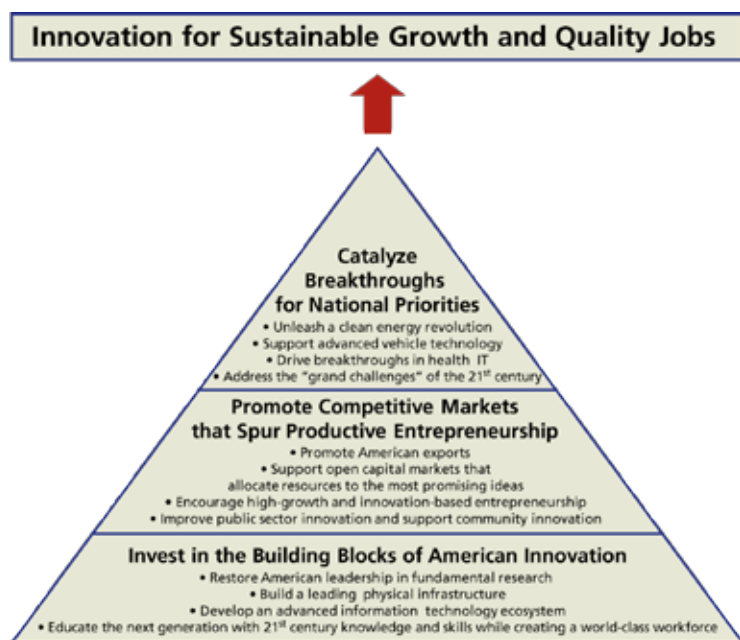 Innovation for Sustainable Growth and Quality Jobs
Catalyze
Breakthroughs
for National Priorities
• Unleash a clean energy revolution
• Support advanced vehicle technology
• Drive breakthroughs in health IT
• Address the “grand challenges” of the 21st century
Promote Competitive Markets
that Spur Productive Entrepreneurship
• Promote American exports
• Support open capital markets that
allocate resources to the most promising ideas
• Encourage high-growth and innovation-based entrepreneurship
• Improve public sector innovation and support community innovation
Invest in the Building Blocks of American Innovation
• Restore American leadership in fundamental research
• Build a leading physical infrastructure
• Develop an advanced information technology ecosystem
• Educate the next generation with 21st century knowledge and skills while creating a world-class workforce